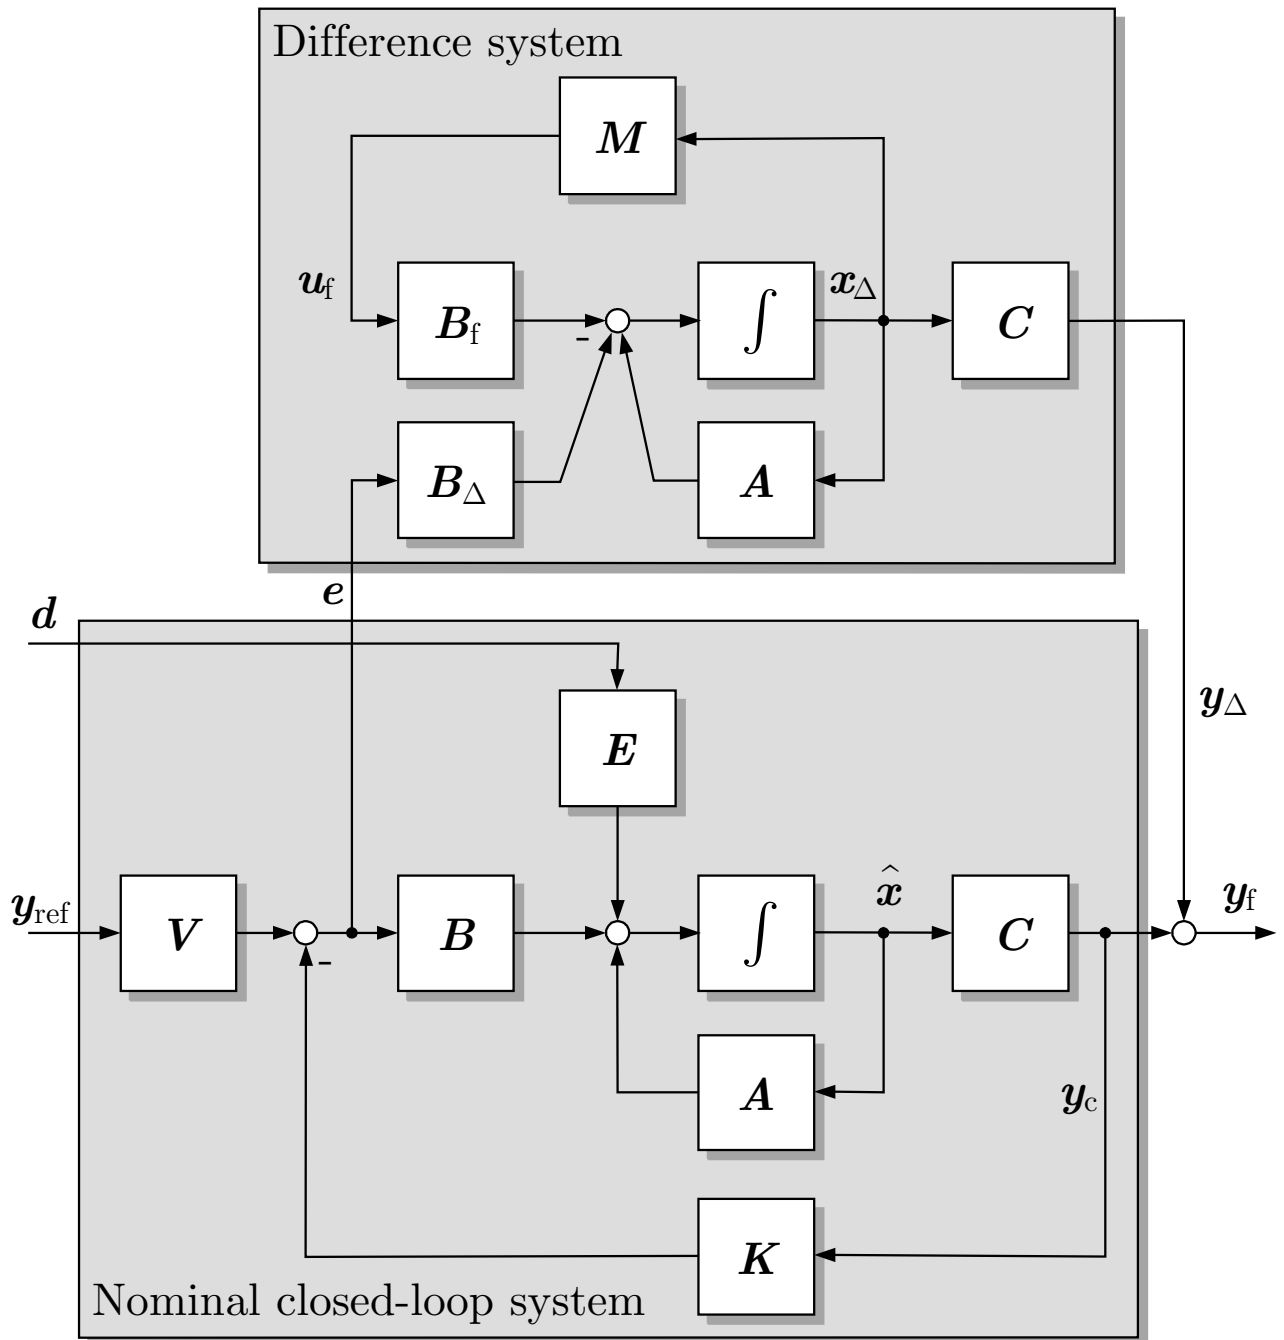 Difference system
M
u_f
B_f
-
∫
x_Δ
C
B_Δ
A
e
d
y_Δ
E
y_ref
V
-
B
∫
x̂
C
y_f
A
y_c
K
Nominal closed-loop system